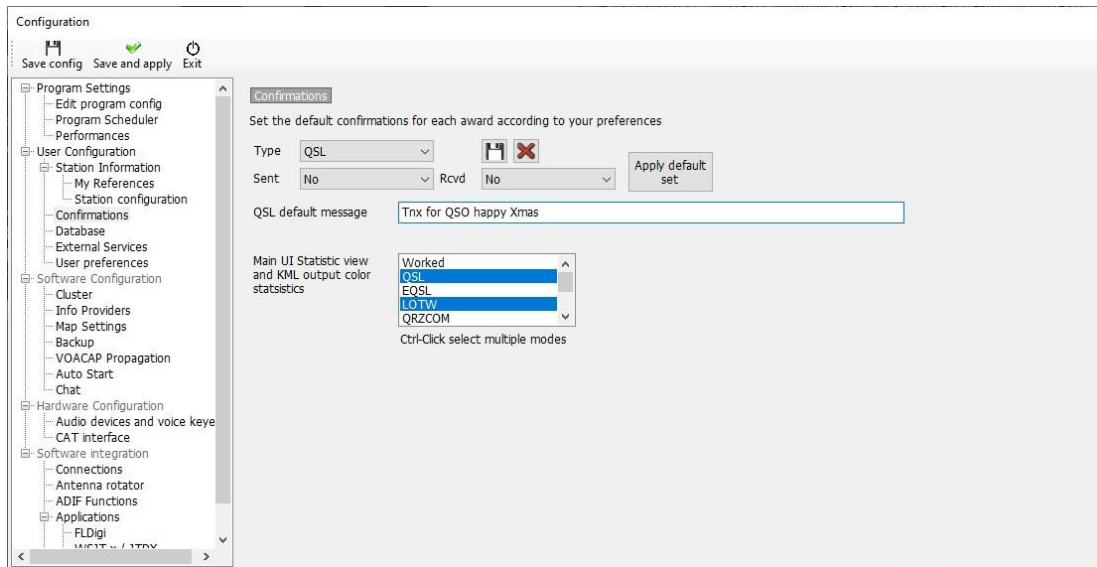 Configuration
Save config Save and apply Exit
Program Settings
Edit program config
Program Scheduler
Performances
User Configuration
Station Information
My References
Station configuration
Confirmations
Database
External Services
User preferences
Software Configuration
Cluster
Info Providers
Map Settings
Backup
VOACAP Propagation
Auto Start
Chat
Hardware Configuration
Audio devices and voice keye
CAT interface
Software integration
Connections
Antenna rotator
ADIF Functions
Applications
FLDigi
WSJT-x / JTDX
Confirmations
Set the default confirmations for each award according to your preferences
Type QSL
Sent No Rcvd No
Apply default
set
QSL default message Tnx for QSO happy Xmas
Main UI Statistic view
and KML output color
statsistics
Worked
QSL
EQSL
LOTW
QRZCOM
Ctrl-Click select multiple modes